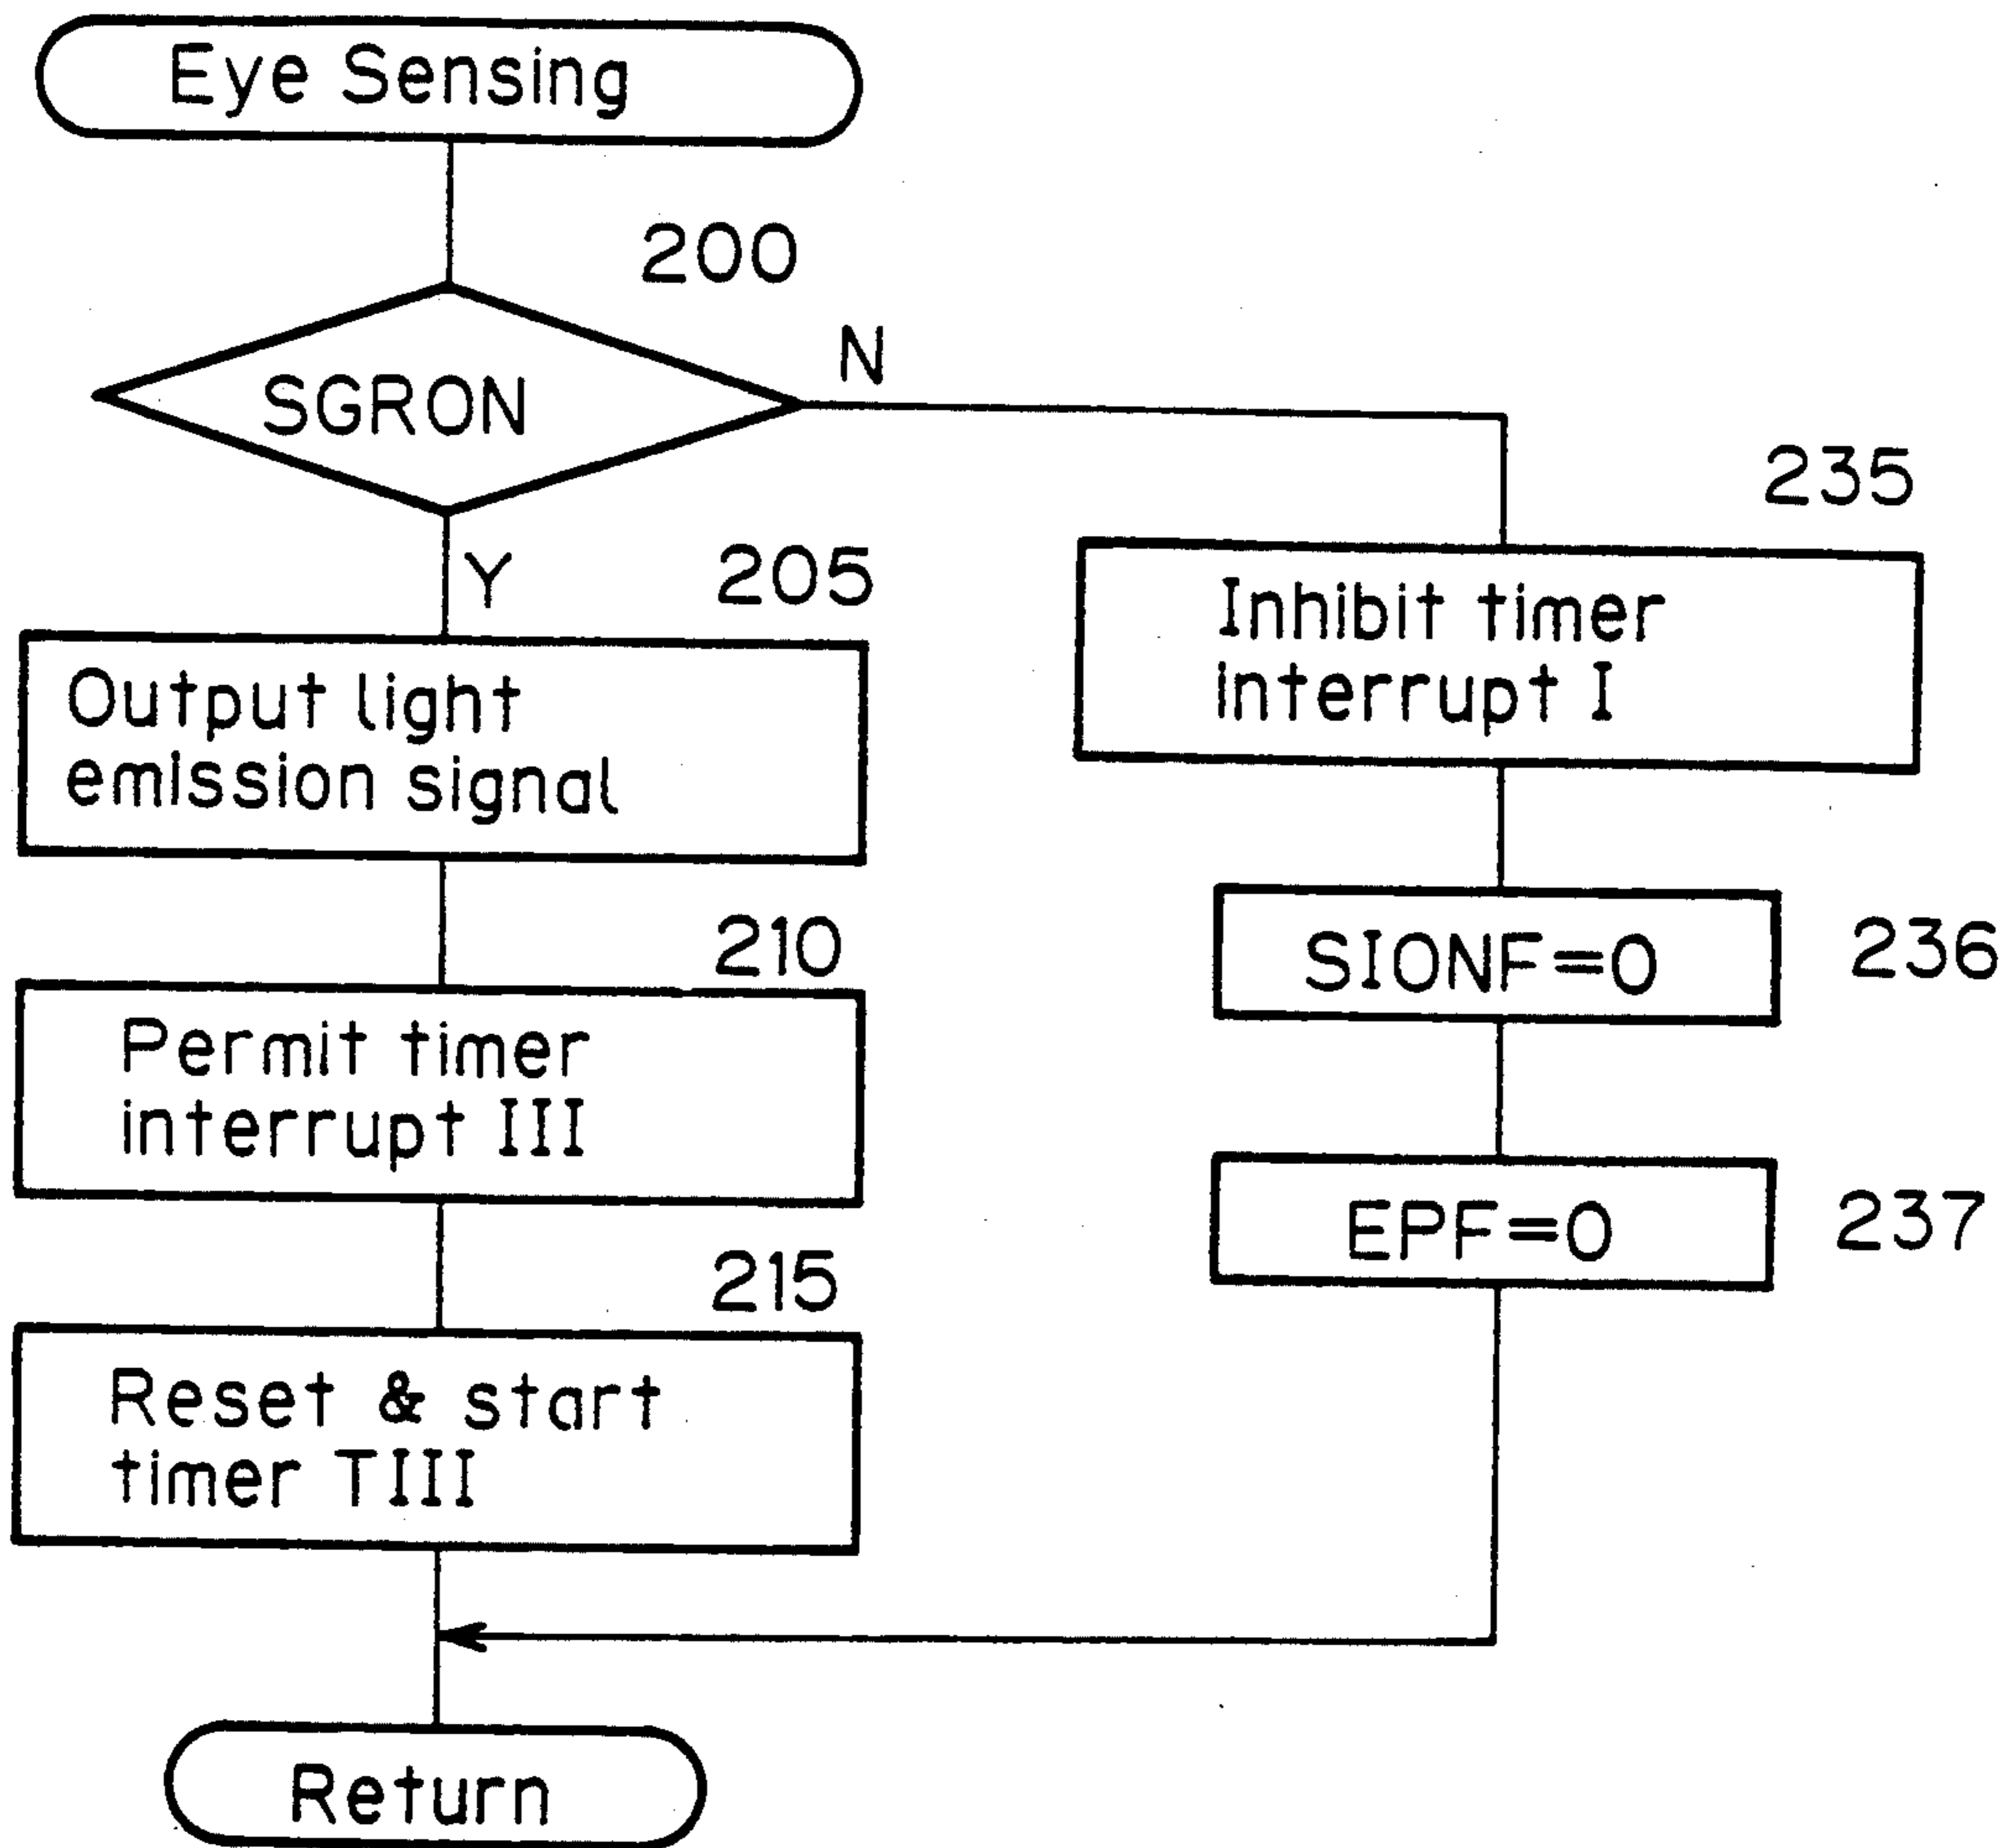 Eye Sensing
200
SGRON
N
Y
205
Output light
emission signal
210
Permit timer
interrupt III
215
Reset & start
timer TIII
235
Inhibit timer
interrupt I
SIONF=0
236
EPF=0
237
Return